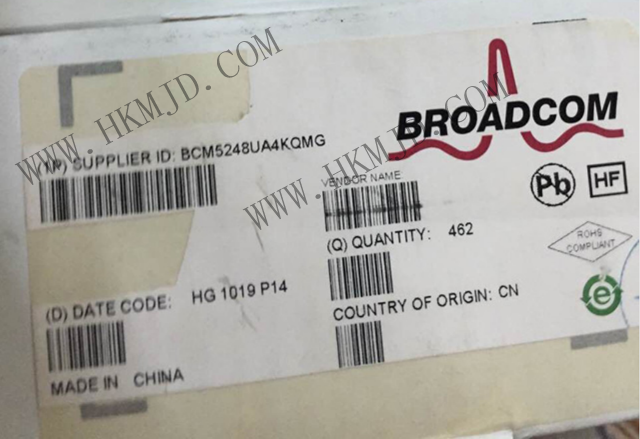 WWW.HKMJD.COM
WWW.HKMJD.COM
BROADCOM
SUPPLIER ID: BCM5248UA4KQMG
VENDOR NAME
Pb
HF
(Q) QUANTITY: 462
ROHS
COMPLIANT
e
(D) DATE CODE: HG 1019 P14
COUNTRY OF ORIGIN: CN
MADE IN CHINA